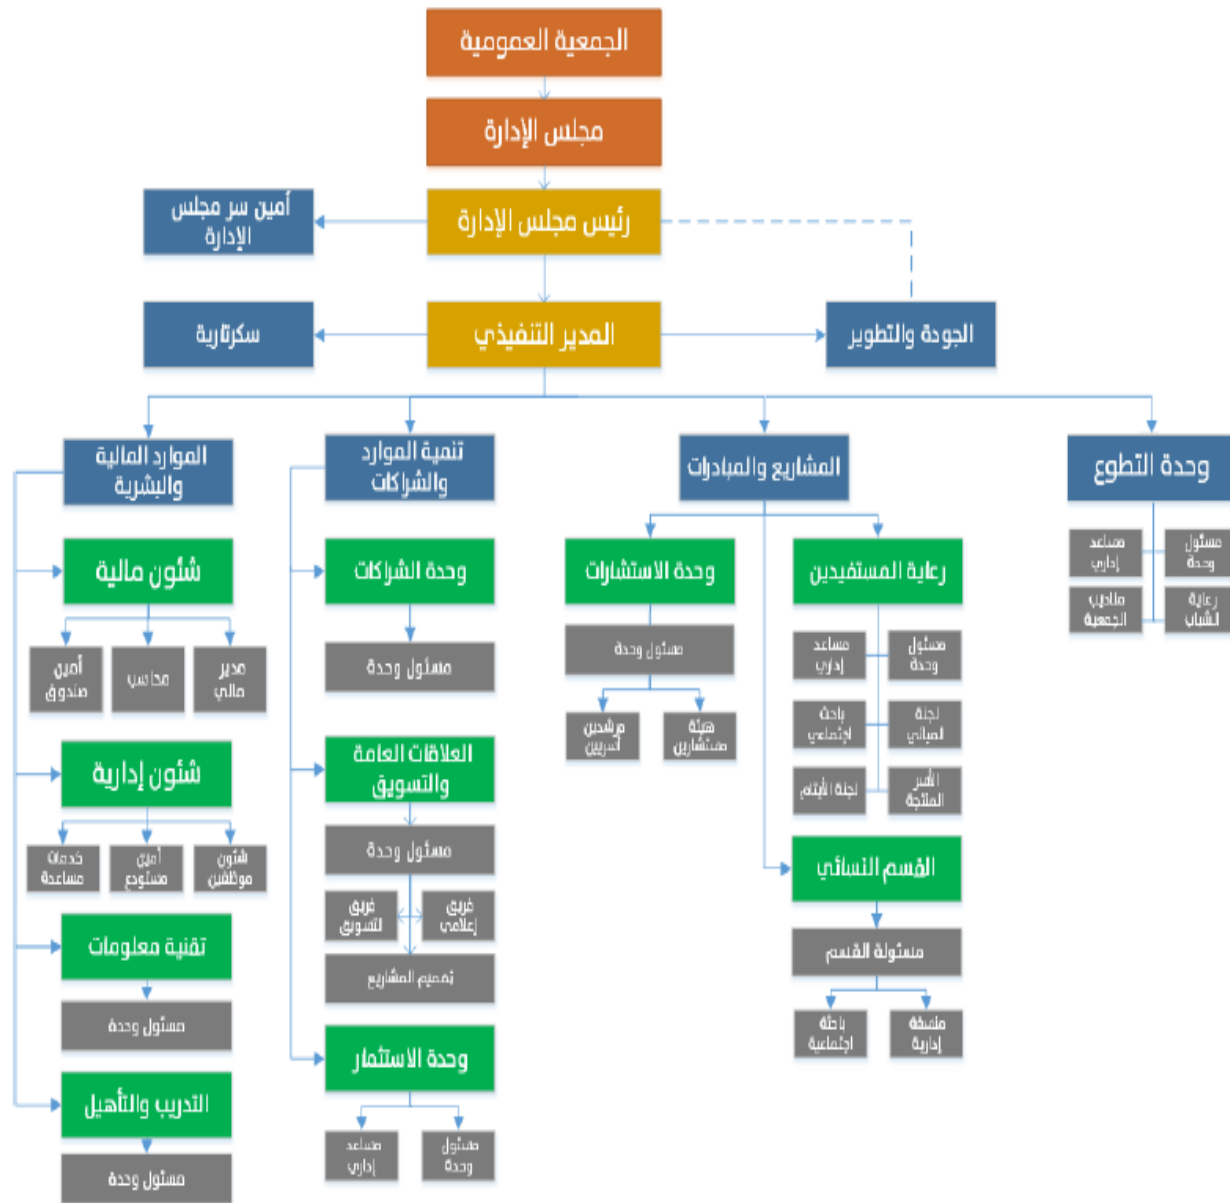 الجمعية العمومية
مجلس الإدارة
رئيس مجلس الإدارة
أمين سر مجلس
الإدارة
المدير التنفيذي
سكرتارية
الجودة والتطوير
وحدة التطوع
مسئول
وحدة
مساعد
إداري
رعاية
الشباب
مناديب
الجمعية
المشاريع والمبادرات
رعاية المستفيدين
مسئول
وحدة
مساعد
إداري
لجنة
المباني
باحث
اجتماعي
الأسر
المنتجة
لجنة الأيتام
القسم النسائي
مسئولة القسم
منسقة
إدارية
باحثة
اجتماعية
وحدة الاستشارات
مسئول وحدة
هيئة
مستشارين
مرشدين
أسريين
تنمية الموارد
والشراكات
وحدة الشراكات
مسئول وحدة
العلاقات العامة
والتسويق
مسئول وحدة
فريق
إعلامي
فريق
التسويق
تصميم المشاريع
وحدة الاستثمار
مسئول
وحدة
مساعد
إداري
الموارد المالية
والبشرية
شئون مالية
مدير
مالي
محاسب
أمين
صندوق
شئون إدارية
شئون
موظفين
أمين
مستودع
خدمات
مساعدة
تقنية معلومات
مسئول وحدة
التدريب والتأهيل
مسئول وحدة